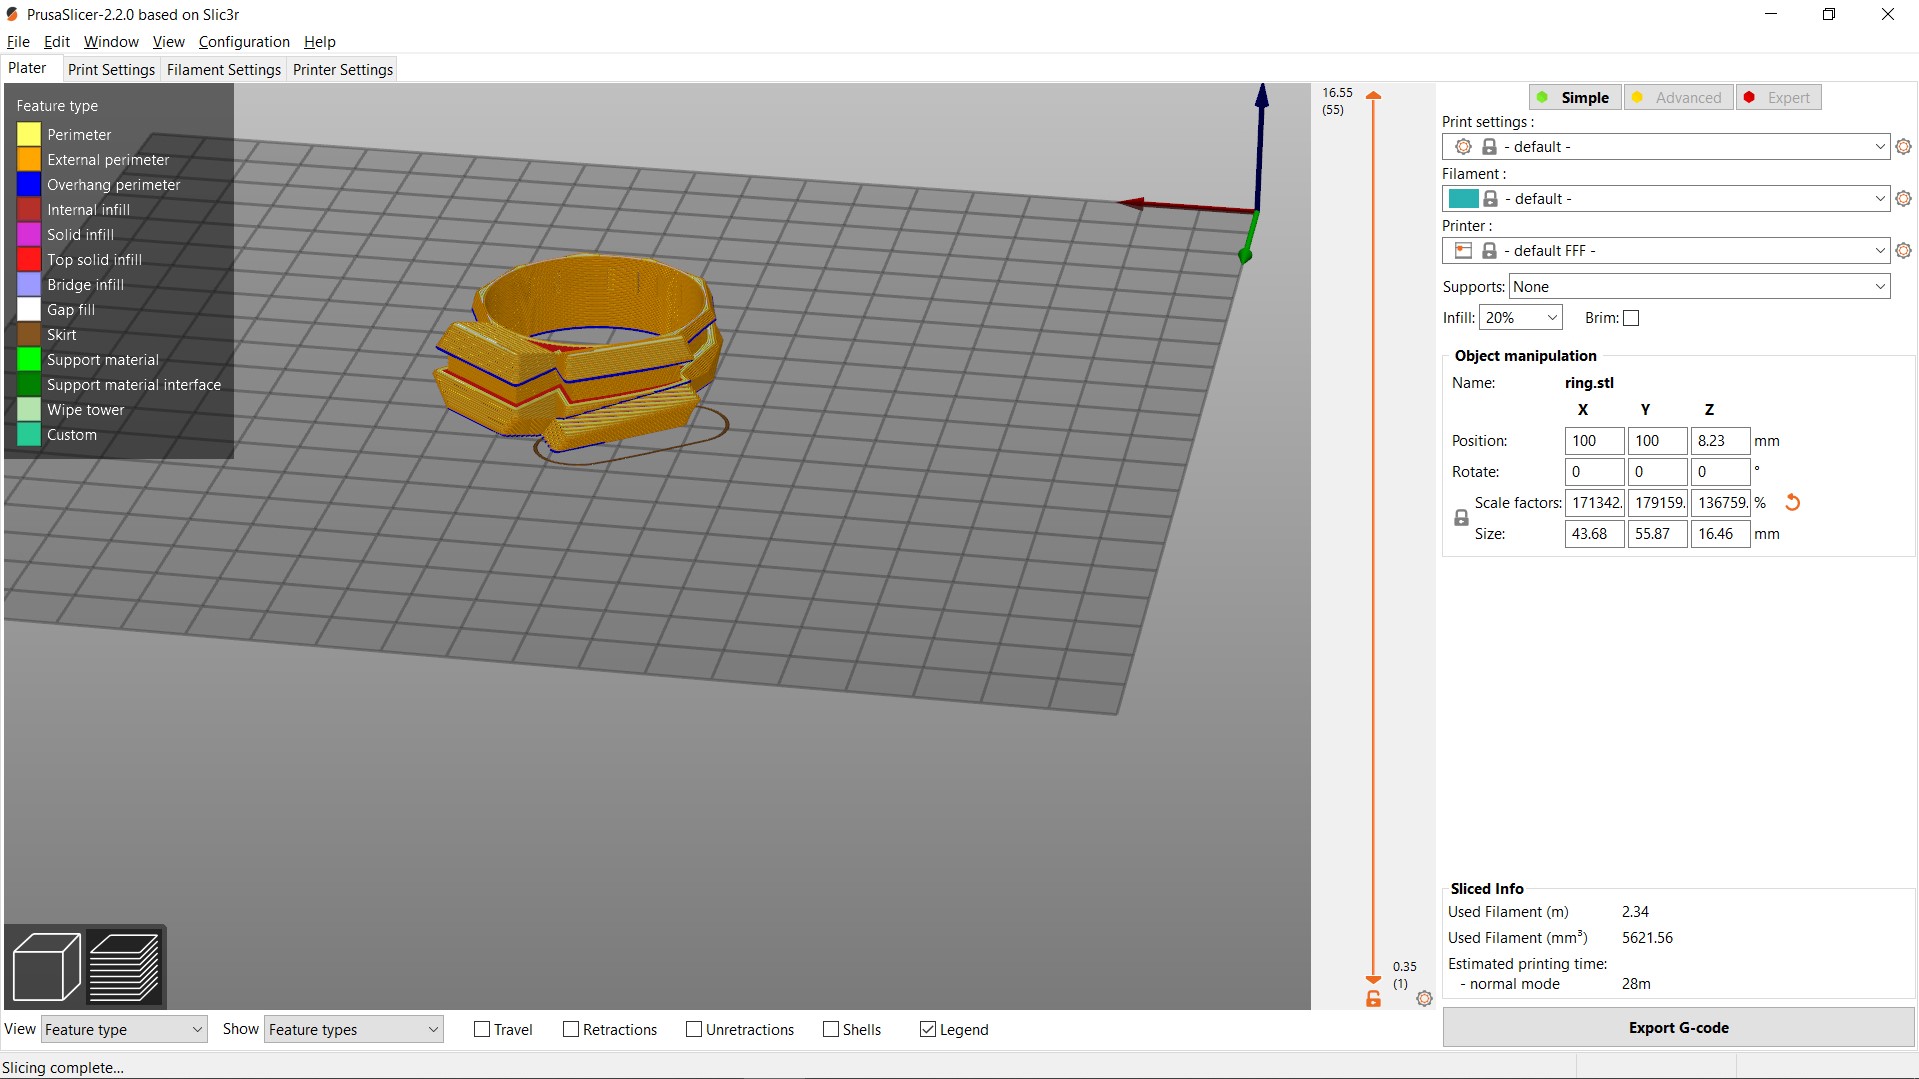 PrusaSlicer-2.2.0 based on Slic3r
File Edit Window View Configuration Help
Plater Print Settings Filament Settings Printer Settings
Feature type
Perimeter
External perimeter
Overhang perimeter
Internal infill
Solid infill
Top solid infill
Bridge infill
Gap fill
Skirt
Support material
Support material interface
Wipe tower
Custom
16.55
(55)
0.35
(1)
Simple Advanced Expert
Print settings :
- default -
Filament :
- default -
Printer :
- default FFF -
Supports: None
Infill: 20% Brim:
Object manipulation
Name: ring.stl
X Y Z
Position: 100 100 8.23 mm
Rotate: 0 0 0 °
Scale factors: 171342. 179159. 136759. %
Size: 43.68 55.87 16.46 mm
Sliced Info
Used Filament (m) 2.34
Used Filament (mm³) 5621.56
Estimated printing time:
- normal mode 28m
Export G-code
View Feature type Show Feature types Travel Retractions Unretractions Shells Legend
Slicing complete...